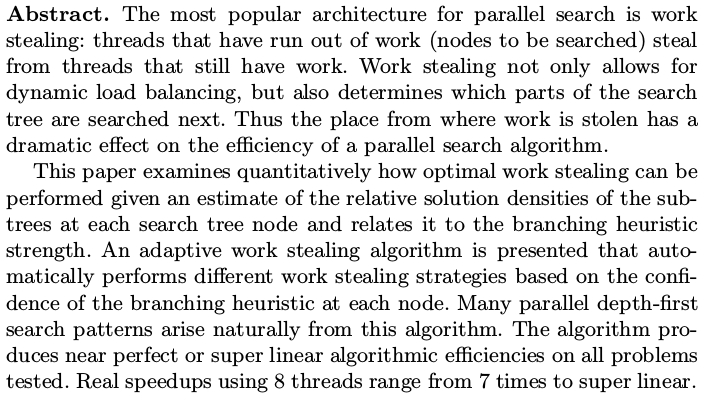 Abstract. The most popular architecture for parallel search is work
stealing: threads that have run out of work (nodes to be searched) steal
from threads that still have work. Work stealing not only allows for
dynamic load balancing, but also determines which parts of the search
tree are searched next. Thus the place from where work is stolen has a
dramatic effect on the efficiency of a parallel search algorithm.
This paper examines quantitatively how optimal work stealing can be
performed given an estimate of the relative solution densities of the sub-
trees at each search tree node and relates it to the branching heuristic
strength. An adaptive work stealing algorithm is presented that auto-
matically performs different work stealing strategies based on the confi-
dence of the branching heuristic at each node. Many parallel depth-first
search patterns arise naturally from this algorithm. The algorithm pro-
duces near perfect or super linear algorithmic efficiencies on all problems
tested. Real speedups using 8 threads range from 7 times to super linear.